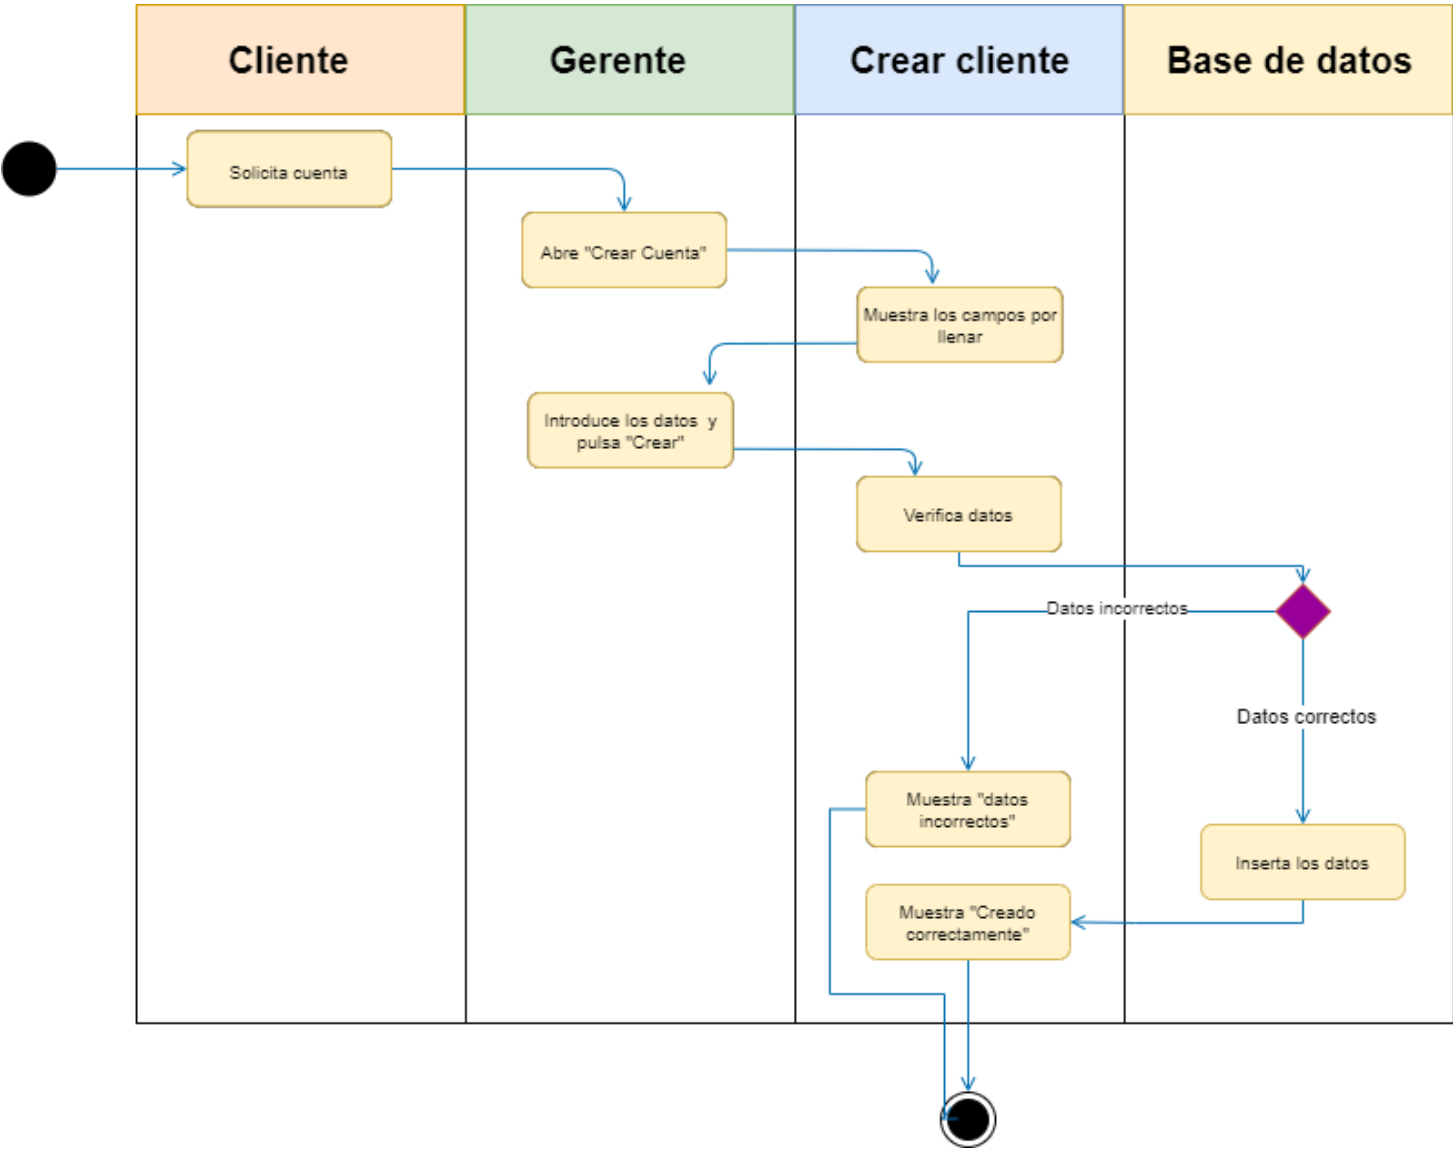 Cliente
Gerente
Crear cliente
Base de datos
Solicita cuenta
Abre "Crear Cuenta"
Muestra los campos por
llenar
Introduce los datos  y
pulsa "Crear"
Verifica datos
Datos incorrectos
Datos correctos
Muestra "datos
incorrectos"
Inserta los datos
Muestra "Creado
correctamente"